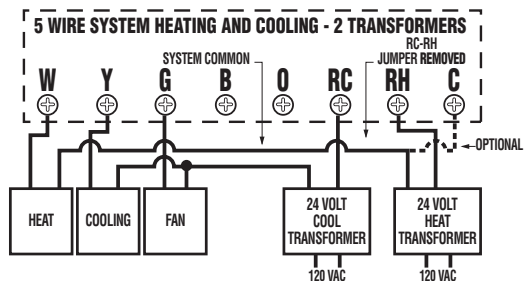 5 WIRE SYSTEM HEATING AND COOLING - 2 TRANSFORMERS
SYSTEM COMMON
RC-RH
JUMPER REMOVED
W Y G B O RC RH C
OPTIONAL
HEAT
COOLING
FAN
24 VOLT
COOL
TRANSFORMER
24 VOLT
HEAT
TRANSFORMER
120 VAC
120 VAC